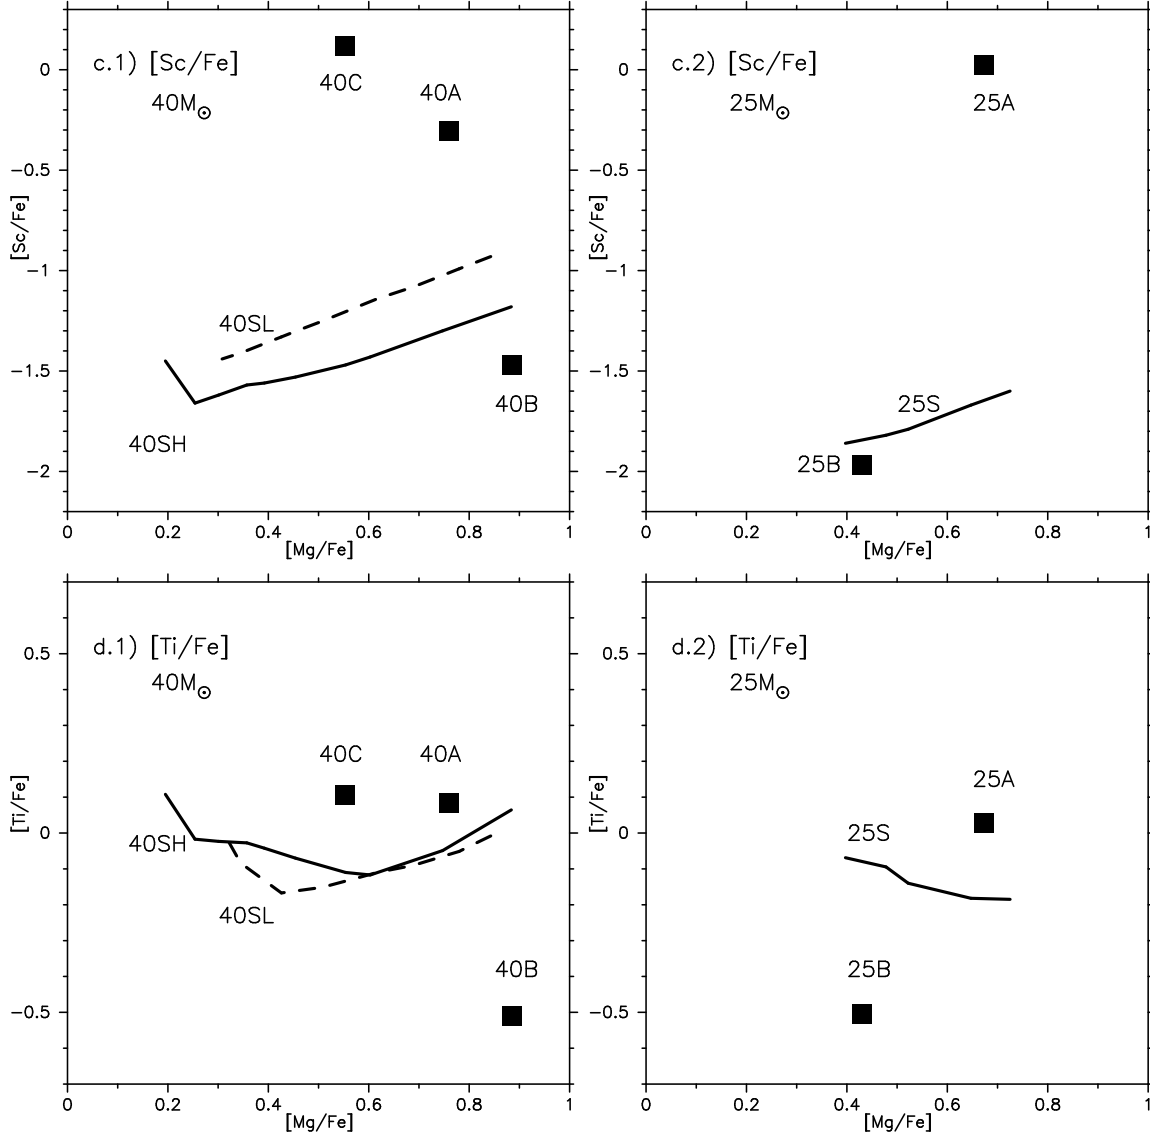 c.1) [Sc/Fe]
40M⊙
40C
40A
40SL
40SH
40B
0
−0.5
−1
−1.5
−2
[Sc/Fe]
0
0.2
0.4
0.6
0.8
1
[Mg/Fe]
c.2) [Sc/Fe]
25M⊙
25A
25S
25B
0
−0.5
−1
−1.5
−2
[Sc/Fe]
0
0.2
0.4
0.6
0.8
1
[Mg/Fe]
d.1) [Ti/Fe]
40M⊙
40C
40A
40SH
40SL
40B
0.5
0
−0.5
[Ti/Fe]
0
0.2
0.4
0.6
0.8
1
[Mg/Fe]
d.2) [Ti/Fe]
25M⊙
25A
25S
25B
0.5
0
−0.5
[Ti/Fe]
0
0.2
0.4
0.6
0.8
1
[Mg/Fe]